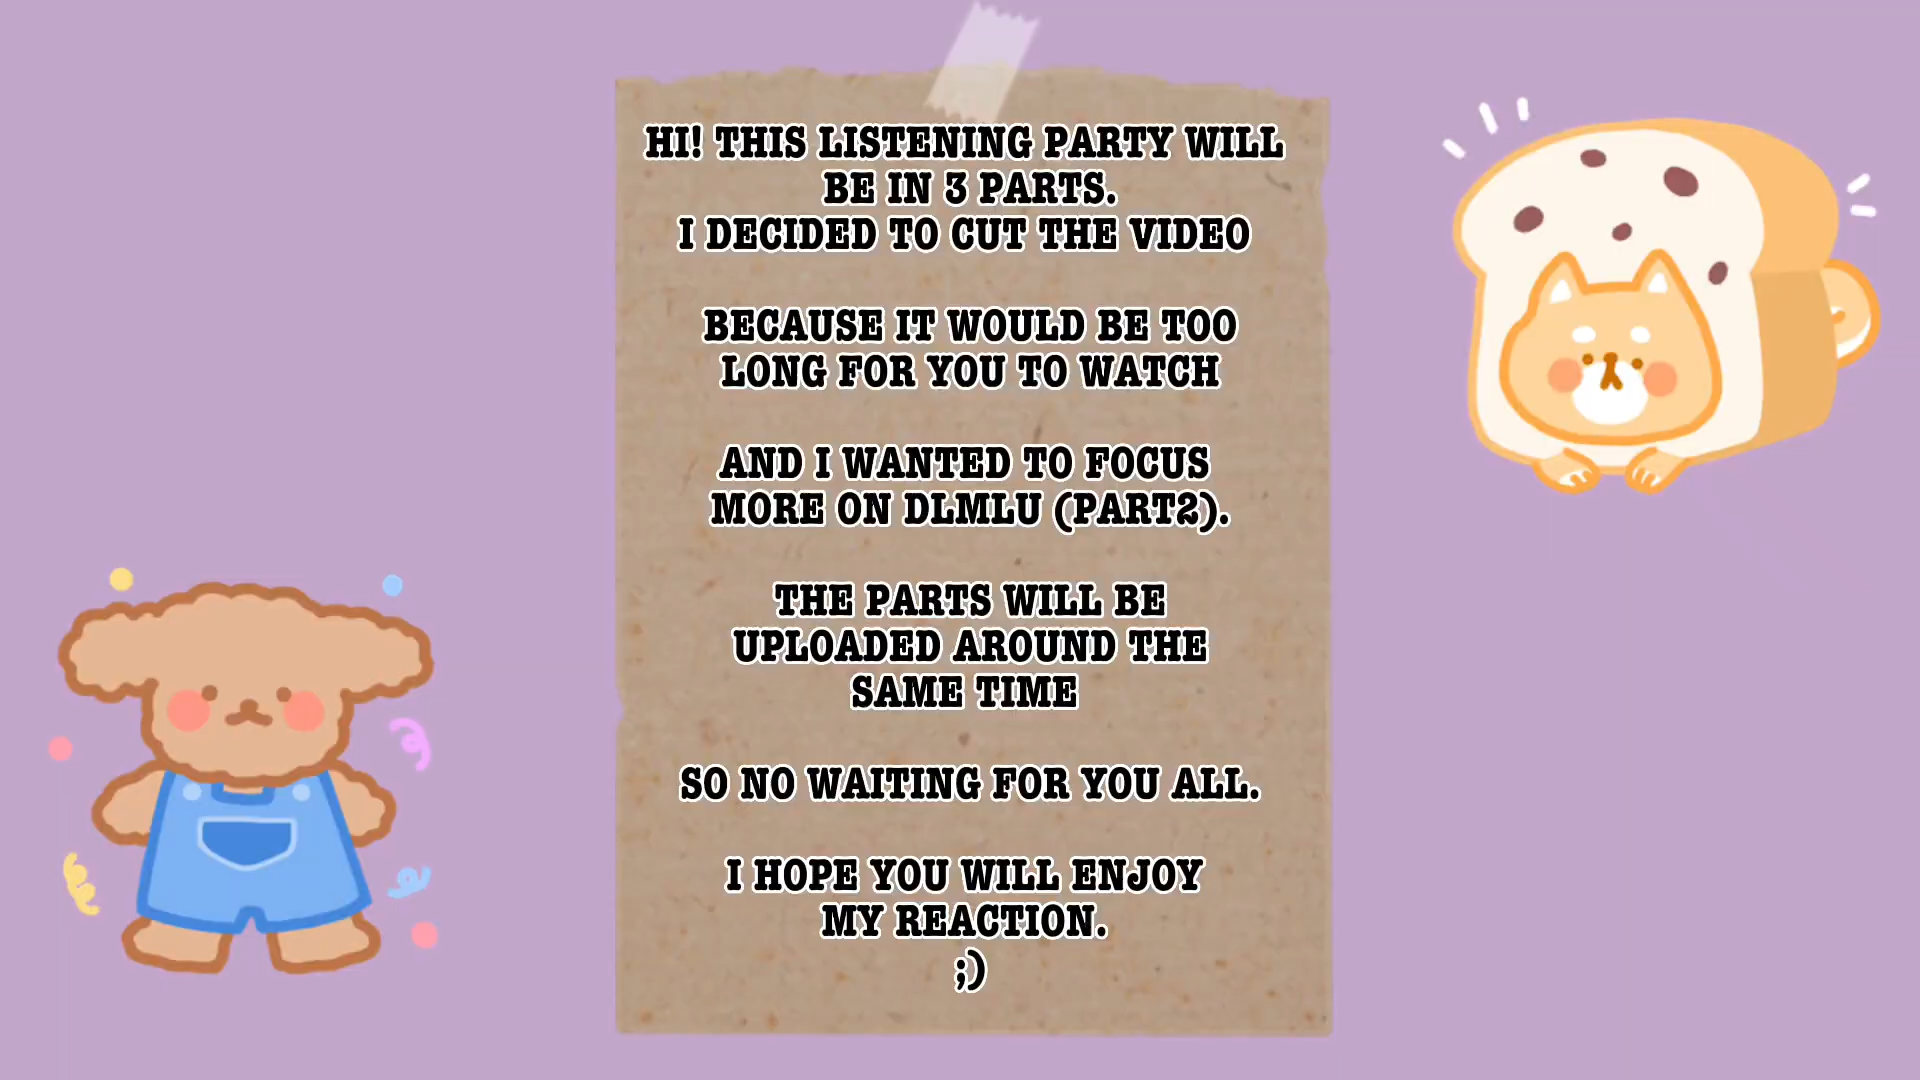 HI! THIS LISTENING PARTY WILL
BE IN 3 PARTS.
I DECIDED TO CUT THE VIDEO
BECAUSE IT WOULD BE TOO
LONG FOR YOU TO WATCH
AND I WANTED TO FOCUS
MORE ON DLMLU (PART2).
THE PARTS WILL BE
UPLOADED AROUND THE
SAME TIME
SO NO WAITING FOR YOU ALL.
I HOPE YOU WILL ENJOY
MY REACTION.
;)